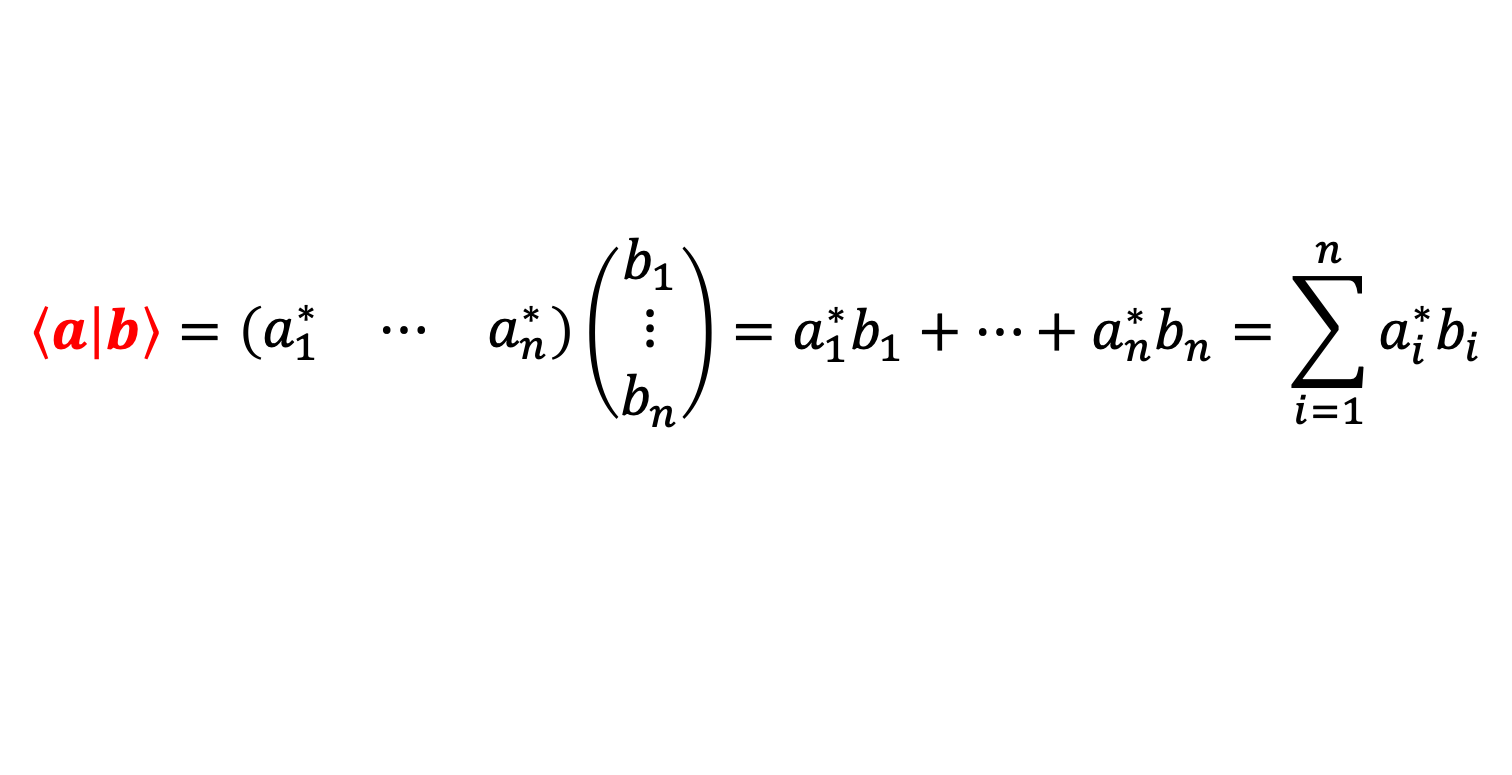 ⟨a|b⟩ = (a₁* ⋯ aₙ*) (b₁ ⋮ bₙ) = a₁*b₁ + ⋯ + aₙ*bₙ = ∑ᵢ₌₁ⁿ aᵢ*bᵢ